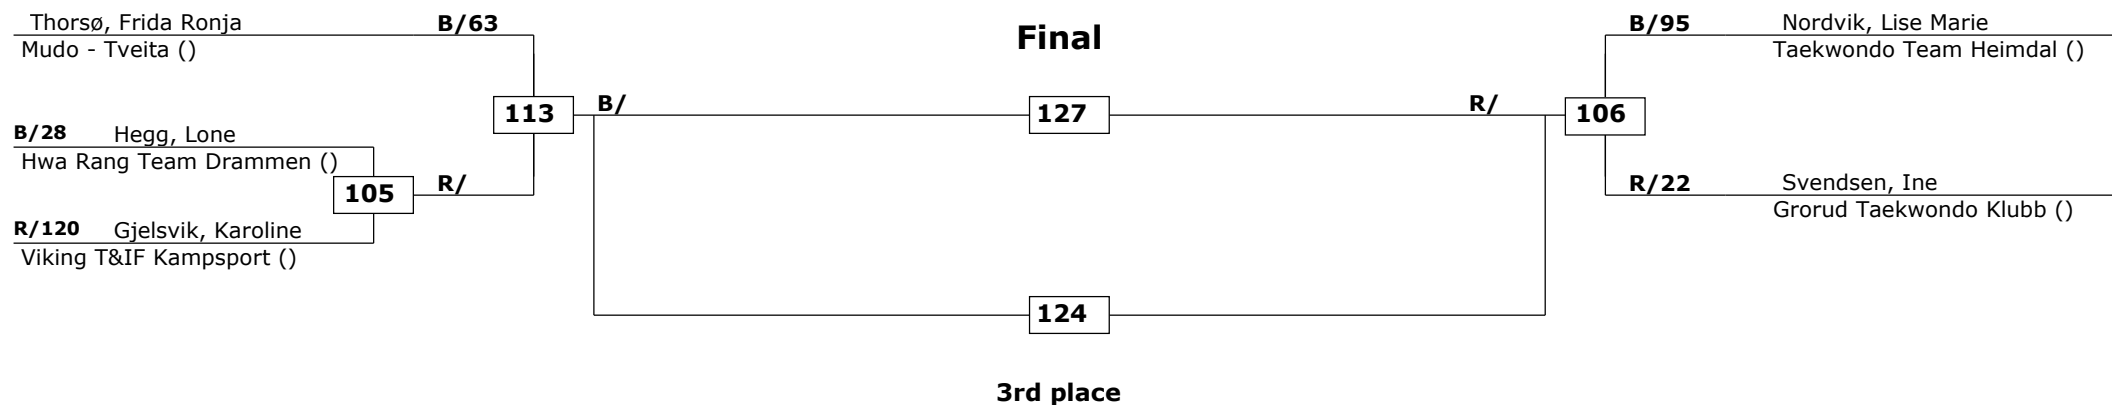 Thorsø, Frida Ronja
B/63
Mudo - Tveita ()
Final
B/95
Nordvik, Lise Marie
Taekwondo Team Heimdal ()
113
B/
127
R/
106
B/28
Hegg, Lone
Hwa Rang Team Drammen ()
105
R/
R/22
Svendsen, Ine
Grorud Taekwondo Klubb ()
R/120
Gjelsvik, Karoline
Viking T&IF Kampsport ()
124
3rd place